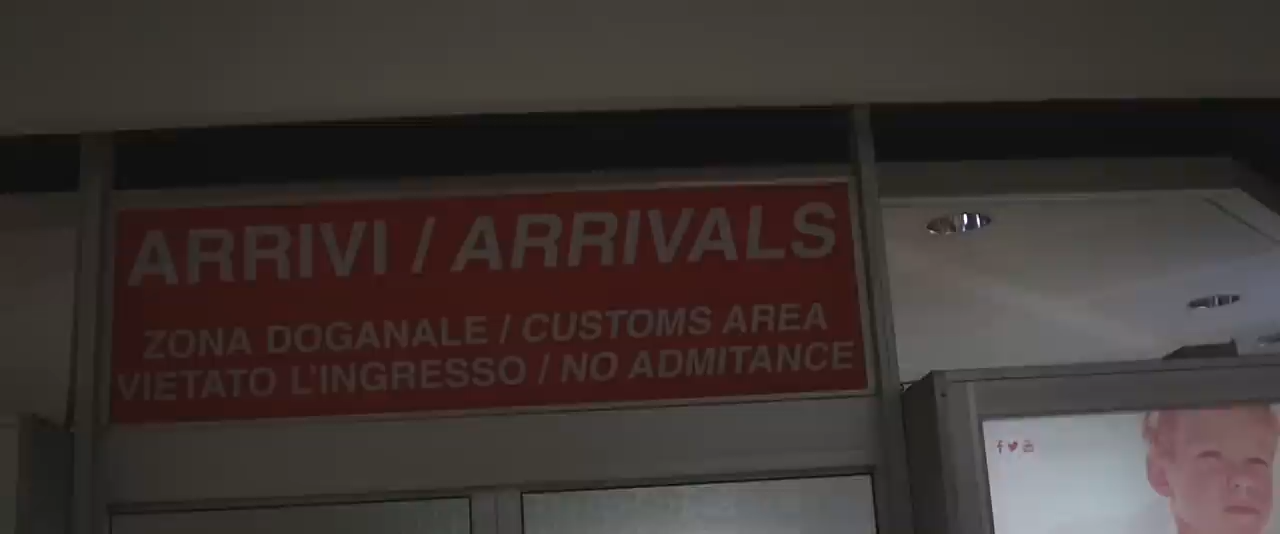 ARRIVI / ARRIVALS
ZONA DOGANALE / CUSTOMS AREA
VIETATO L'INGRESSO / NO ADMITANCE